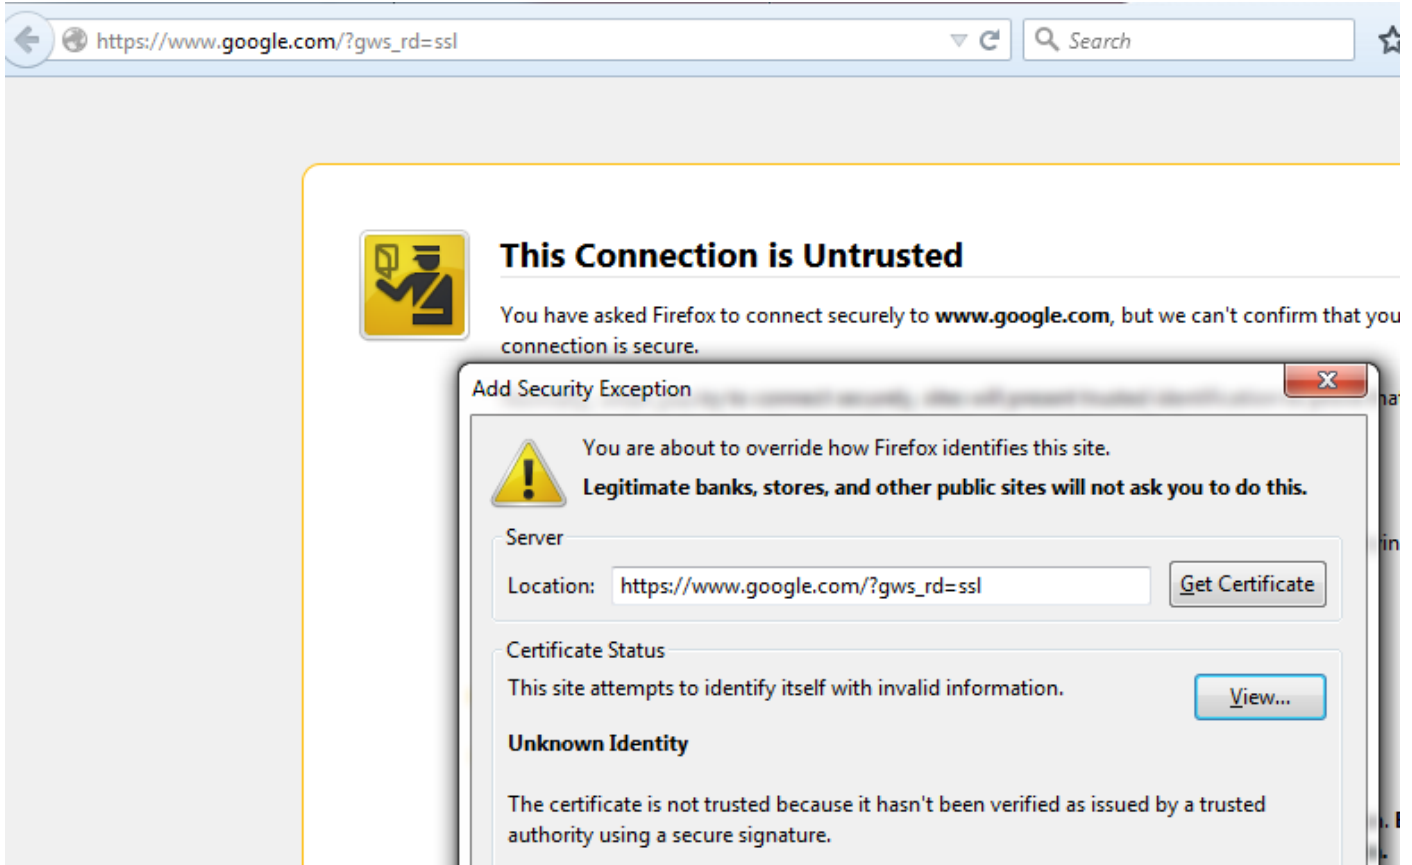 https://www.google.com/?gws_rd=ssl
Search
This Connection is Untrusted
You have asked Firefox to connect securely to www.google.com, but we can't confirm that you
connection is secure.
Add Security Exception
You are about to override how Firefox identifies this site.
Legitimate banks, stores, and other public sites will not ask you to do this.
Server
Location: https://www.google.com/?gws_rd=ssl Get Certificate
Certificate Status
This site attempts to identify itself with invalid information.
View...
Unknown Identity
The certificate is not trusted because it hasn't been verified as issued by a trusted
authority using a secure signature.